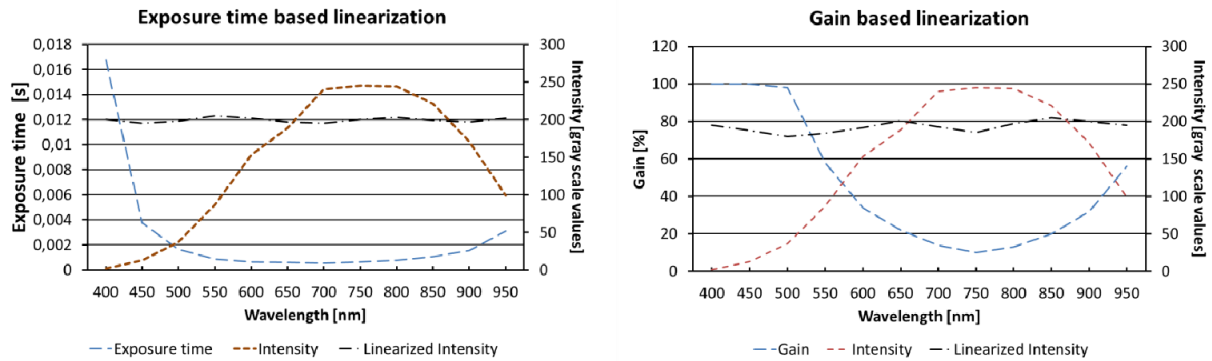 Exposure time based linearization
0,018
0,016
0,014
0,012
0,01
0,008
0,006
0,004
0,002
0
Exposure time [s]
300
250
200
150
100
50
0
Intensity [gray scale values]
400 450 500 550 600 650 700 750 800 850 900 950
Wavelength [nm]
Exposure time Intensity Linearized Intensity
Gain based linearization
120
100
80
60
40
20
0
Gain [%]
300
250
200
150
100
50
0
Intensity [gray scale values]
400 450 500 550 600 650 700 750 800 850 900 950
Wavelength [nm]
Gain Intensity Linearized Intensity